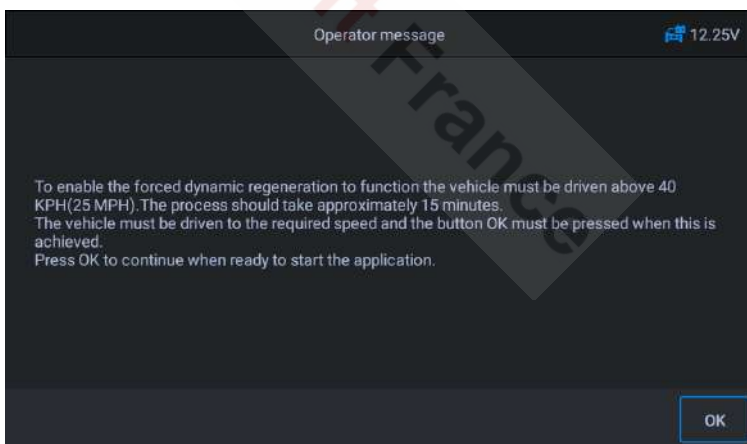 Operator message
12.25V
To enable the forced dynamic regeneration to function the vehicle must be driven above 40
KPH(25 MPH).The process should take approximately 15 minutes.
The vehicle must be driven to the required speed and the button OK must be pressed when this is
achieved.
Press OK to continue when ready to start the application.
OK
France